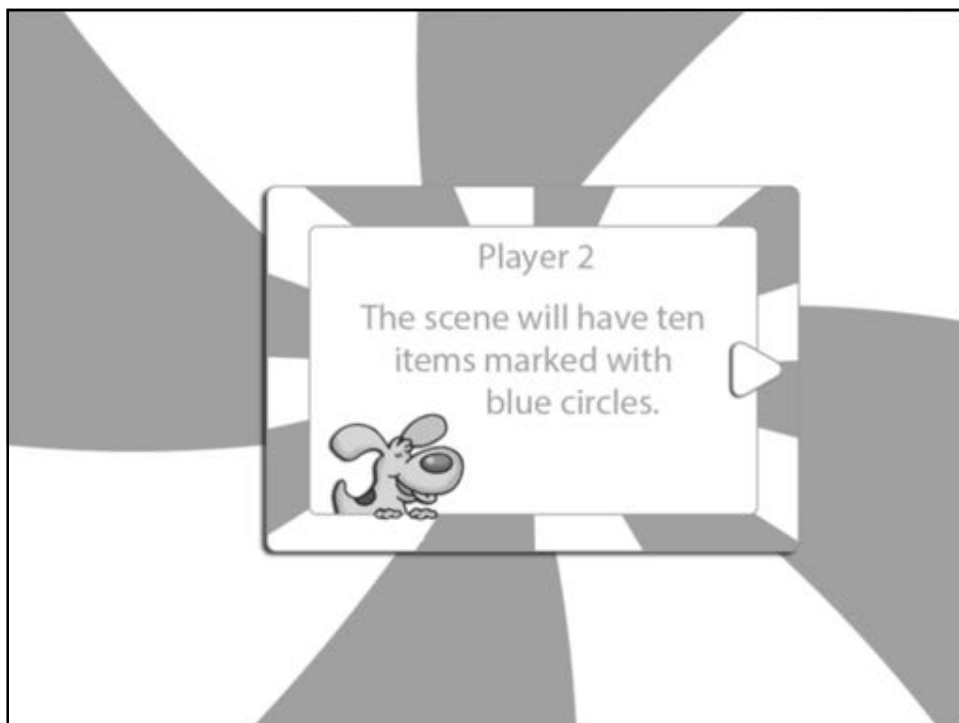 Player 2
The scene will have ten
items marked with
blue circles.